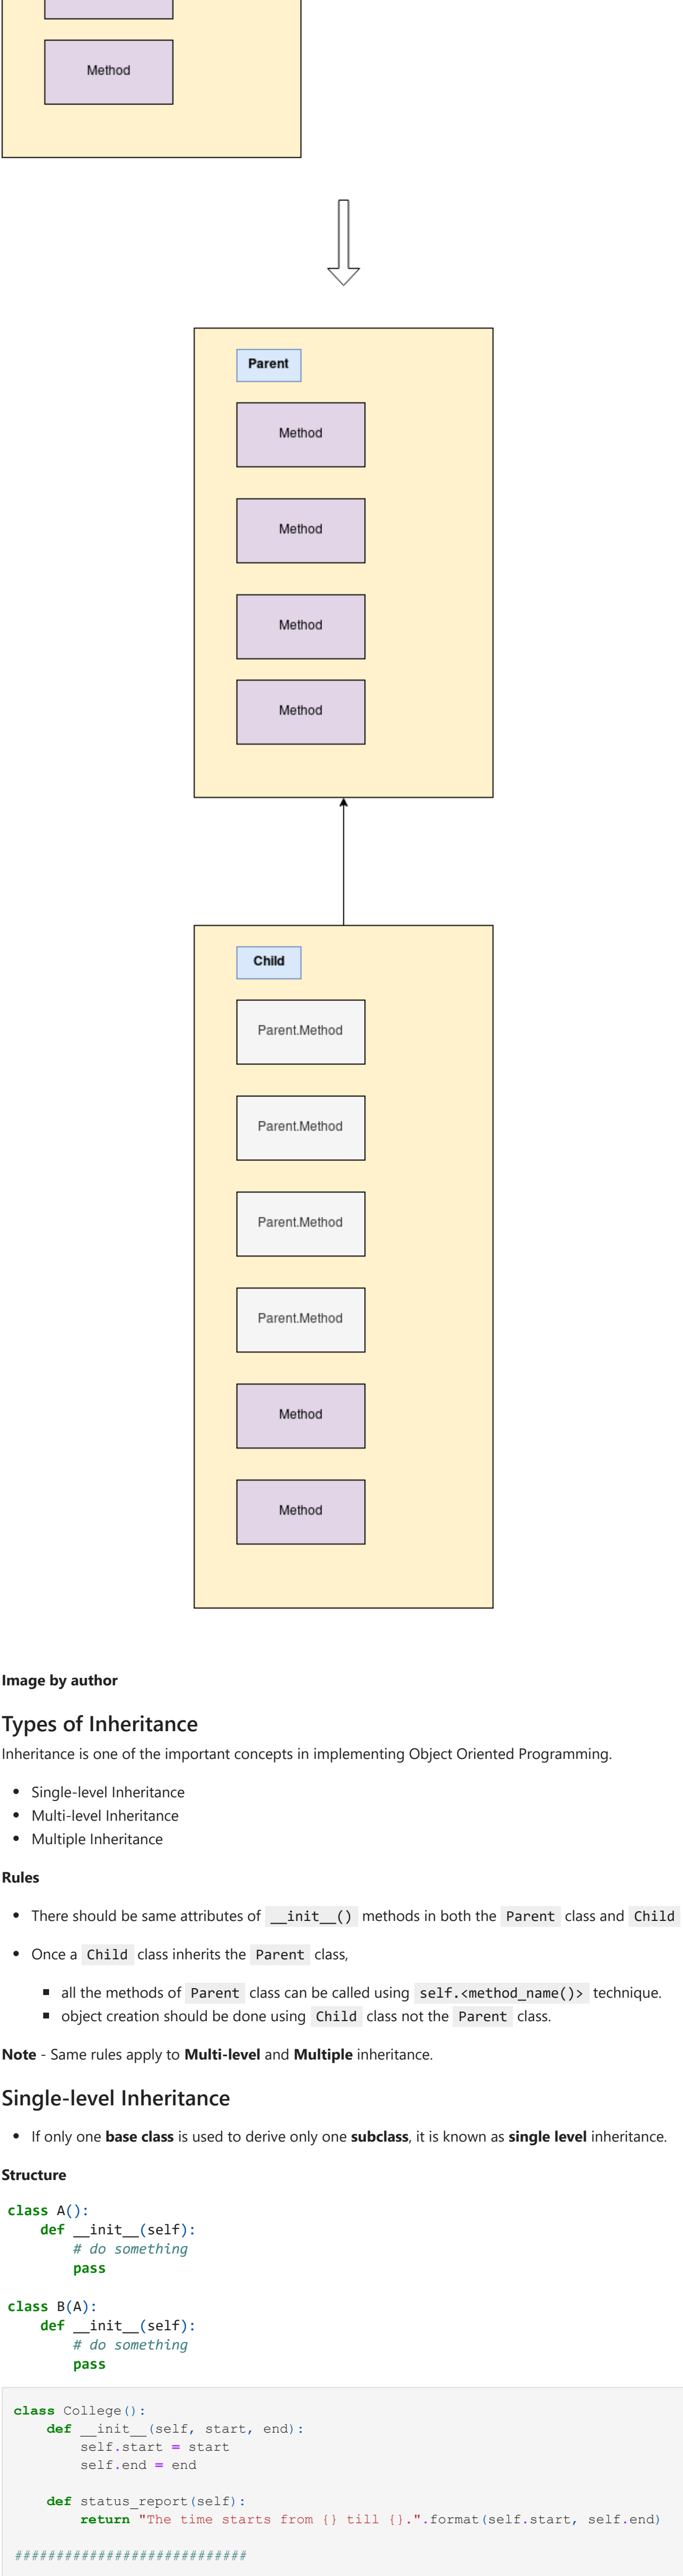 Method
Parent
Method
Method
Method
Method
Child
Parent.Method
Parent.Method
Parent.Method
Parent.Method
Method
Method
Image by author
Types of Inheritance
Inheritance is one of the important concepts in implementing Object Oriented Programming.
• Single-level Inheritance
• Multi-level Inheritance
• Multiple Inheritance
Rules
• There should be same attributes of __init__() methods in both the Parent class and Child
• Once a Child class inherits the Parent class,
▪ all the methods of Parent class can be called using self.<method_name()> technique.
▪ object creation should be done using Child class not the Parent class.
Note - Same rules apply to Multi-level and Multiple inheritance.
Single-level Inheritance
• If only one base class is used to derive only one subclass, it is known as single level inheritance.
Structure
class A():
    def __init__(self):
        # do something
        pass
class B(A):
    def __init__(self):
        # do something
        pass
class College():
    def __init__(self, start, end):
        self.start = start
        self.end = end
    def status_report(self):
        return "The time starts from {} till {}.".format(self.start, self.end)
############################